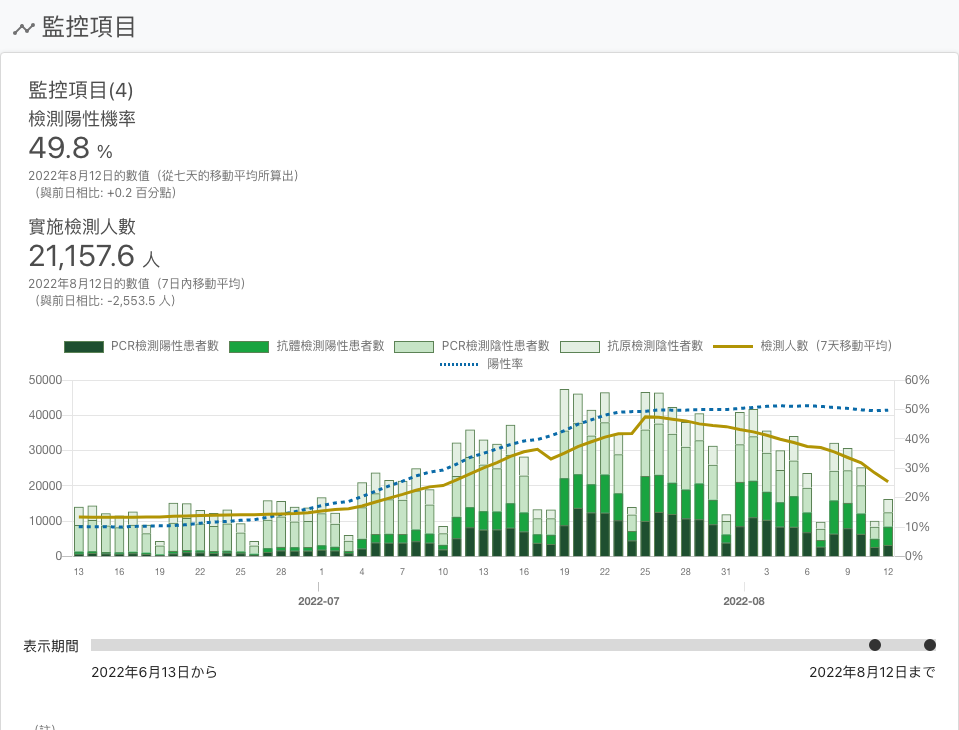 監控項目
監控項目(4)
檢測陽性機率
49.8 %
2022年8月12日的數值（從七天的移動平均所算出）
（與前日相比: +0.2 百分點）
實施檢測人數
21,157.6 人
2022年8月12日的數值（7日內移動平均）
（與前日相比: -2,553.5 人）
PCR檢測陽性患者數 抗體檢測陽性患者數 PCR檢測陰性患者數 抗原檢測陰性者數 檢測人數（7天移動平均）
陽性率
50000 60%
40000 50%
30000 40%
20000 30%
10000 20%
0 10%
0%
13 16 19 22 25 28 1 4 7 10 13 16 19 22 25 28 31 3 6 9 12
2022-07 2022-08
表示期間
2022年6月13日から 2022年8月12日まで
（註）